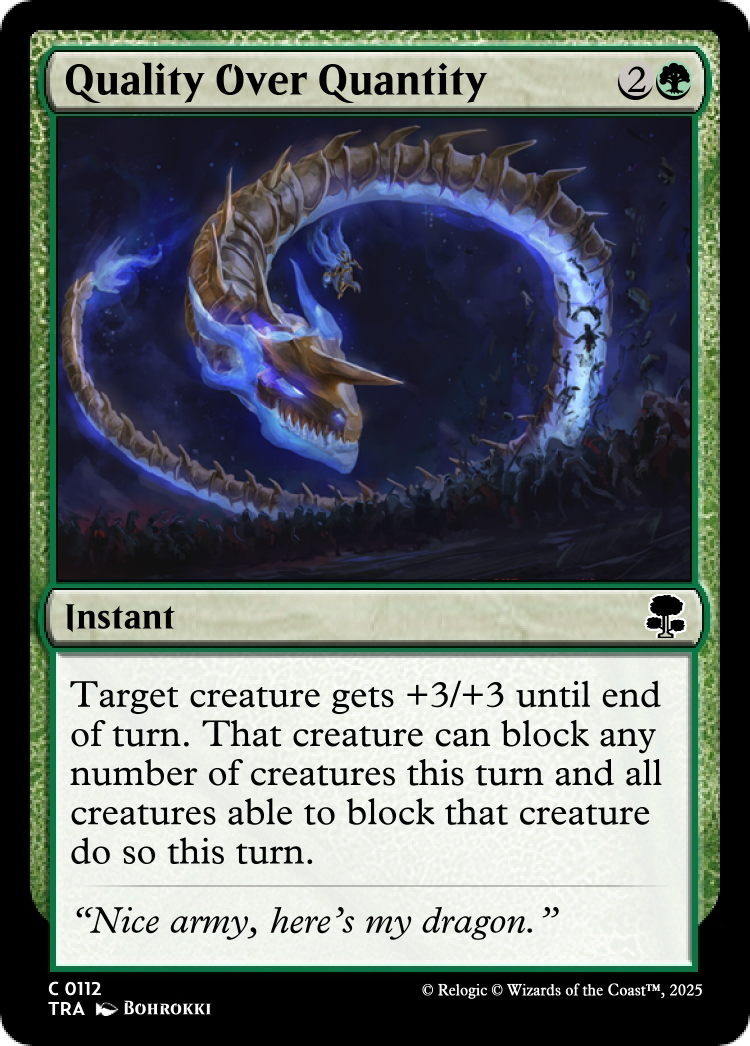 Quality Over Quantity 2
Instant
Target creature gets +3/+3 until end
of turn. That creature can block any
number of creatures this turn and all
creatures able to block that creature
do so this turn.
“Nice army, here’s my dragon.”
C 0112
TRA BOHROKKI
© Relogic © Wizards of the Coast™, 2025